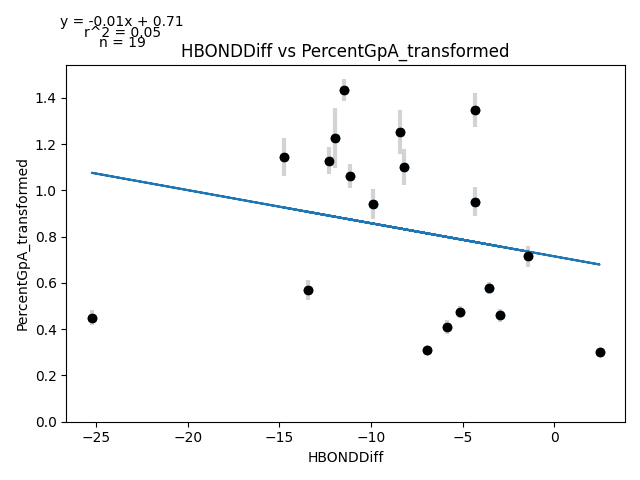 y = -0.01x + 0.71
r^2 = 0.05
n = 19
HBONDDiff vs PercentGpA_transformed
PercentGpA_transformed
1.4
1.2
1.0
0.8
0.6
0.4
0.2
0.0
−25
−20
−15
−10
−5
0
HBONDDiff